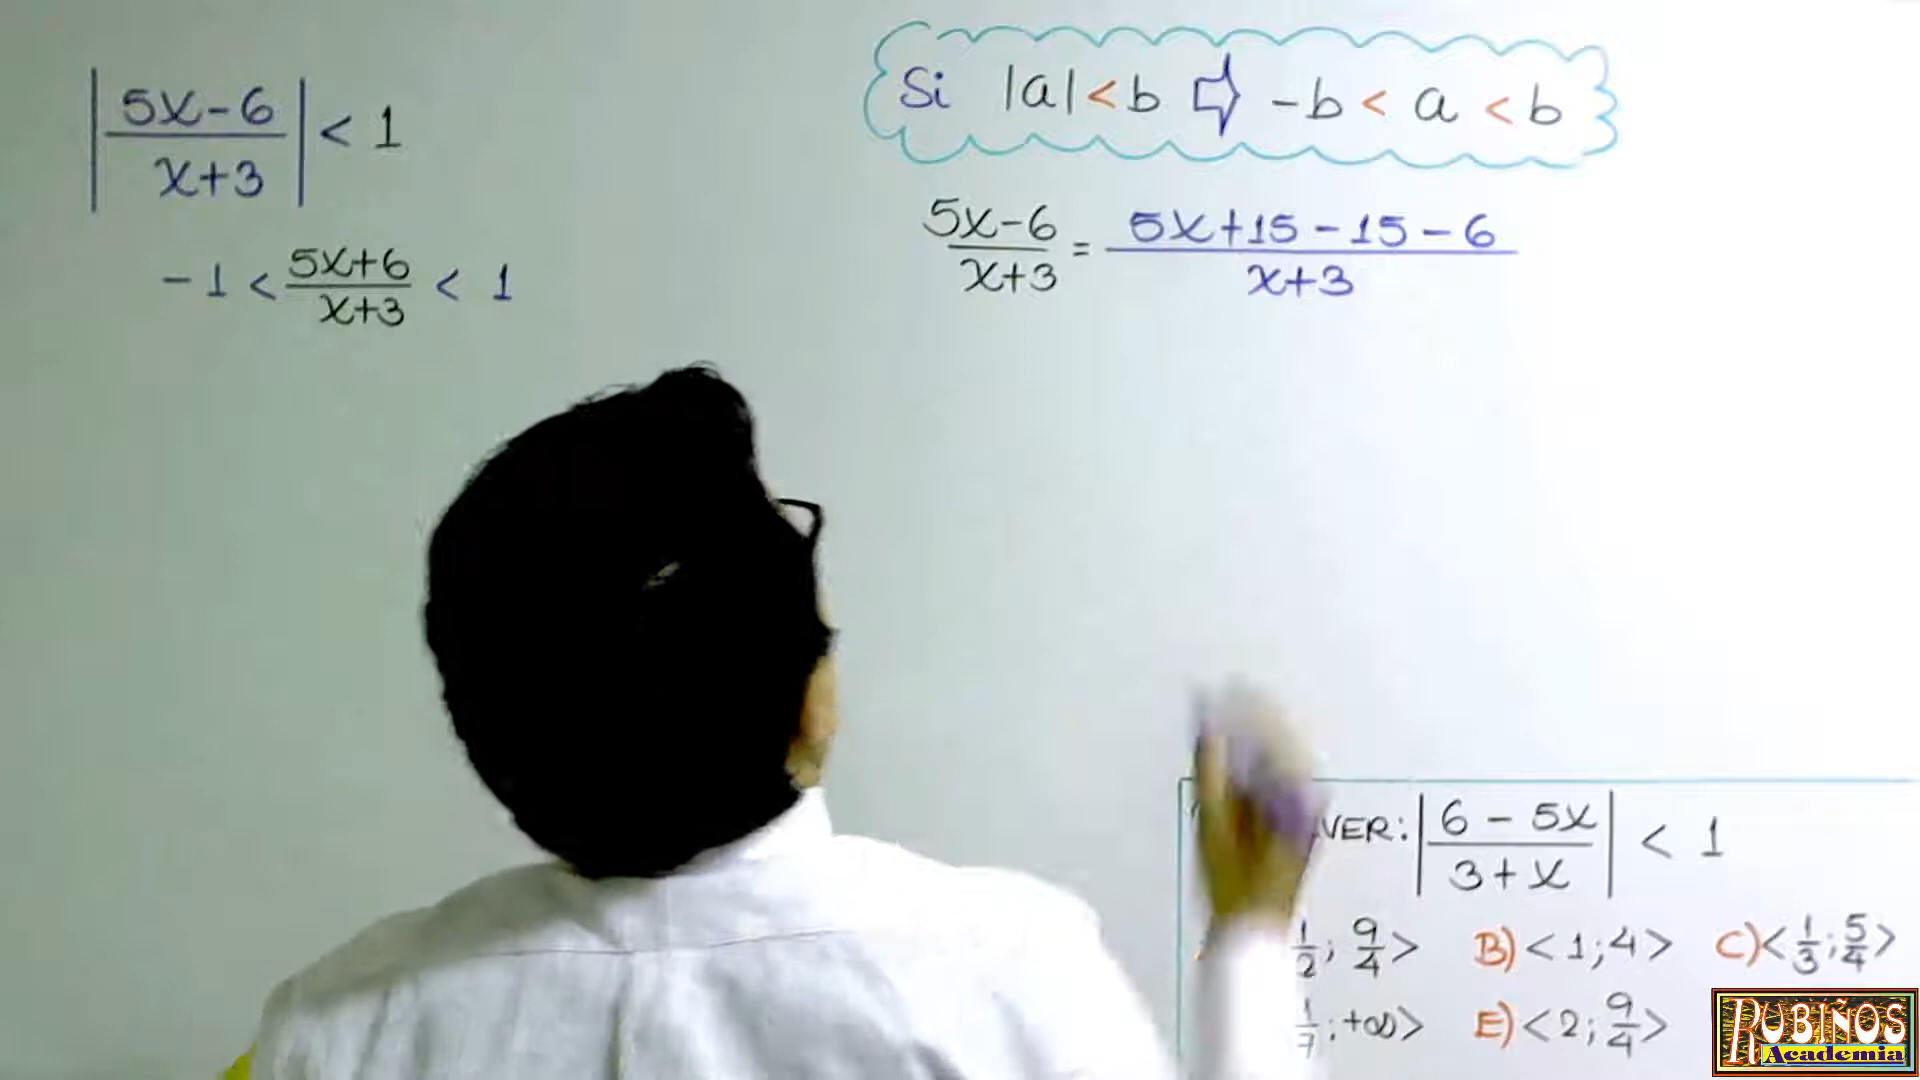 |(5x-6)/(x+3)| < 1
-1 < (5x+6)/(x+3) < 1
Si |a| < b ⇨ -b < a < b
(5x-6)/(x+3) = (5x+15-15-6)/(x+3)
VER: |(6-5x)/(3+x)| < 1
1/2; 9/4> B) <1;4> C) <1/3; 5/4>
1/7; +∞> E) <2; 9/4>
RUBIÑOS
Academia